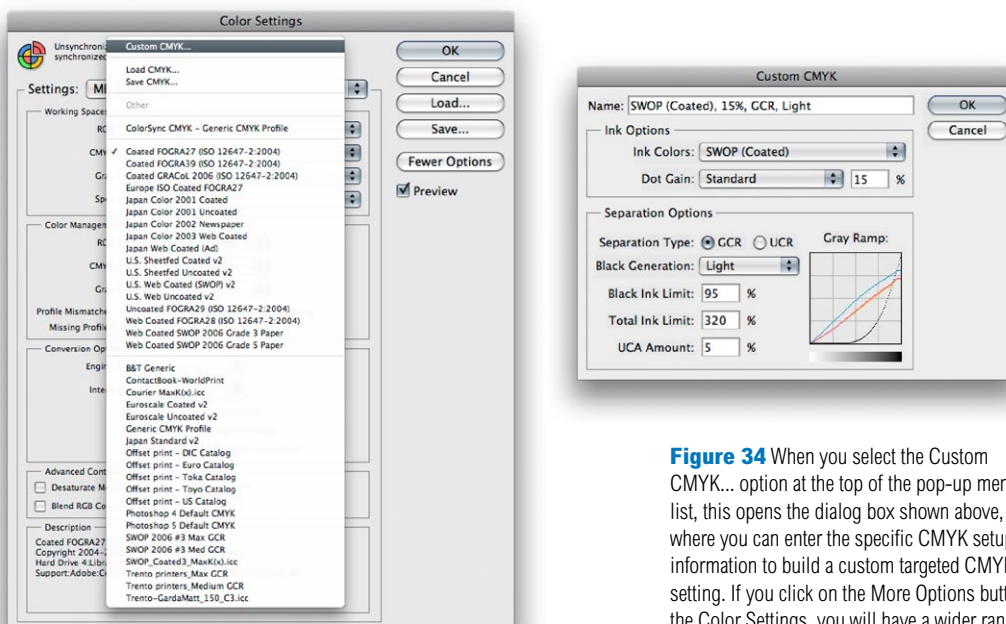 Color Settings
Unsynchroni
synchronized
Settings: M
Working Space
CMY
Gr
Sp
Color Manage
CMY
Gr
Profile Mismatch
Missing Profil
Conversion Op
Engi
Inte
Advanced Cont
Desaturate M
Blend RGB Co
Description
Coated FOGRA27
Copyright 2004-2
Hard Drive 4:Libr
Support:Adobe:C
Custom CMYK...
Load CMYK...
Save CMYK...
Other
ColorSync CMYK – Generic CMYK Profile
✓ Coated FOGRA27 (ISO 12647-2:2004)
Coated FOGRA39 (ISO 12647-2:2004)
Coated GRACoL 2006 (ISO 12647-2:2004)
Europe ISO Coated FOGRA27
Japan Color 2001 Coated
Japan Color 2001 Uncoated
Japan Color 2002 Newspaper
Japan Color 2003 Web Coated
Japan Web Coated (Ad)
U.S. Sheetfed Coated v2
U.S. Sheetfed Uncoated v2
U.S. Web Coated (SWOP) v2
U.S. Web Uncoated v2
Uncoated FOGRA29 (ISO 12647-2:2004)
Web Coated FOGRA28 (ISO 12647-2:2004)
Web Coated SWOP 2006 Grade 3 Paper
Web Coated SWOP 2006 Grade 5 Paper
B&T Generic
ContactBook-WorldPrint
Courier MaxK(x).icc
Euroscale Coated v2
Euroscale Uncoated v2
Generic CMYK Profile
Japan Standard v2
Offset print – DIC Catalog
Offset print – Euro Catalog
Offset print – Toka Catalog
Offset print – Toyo Catalog
Offset print – US Catalog
Photoshop 4 Default CMYK
Photoshop 5 Default CMYK
SWOP 2006 #3 Max GCR
SWOP 2006 #3 Med GCR
SWOP_Coated3_MaxK(x).icc
Trento printers_Max GCR
Trento printers_Medium GCR
Trento-GardaMatt_150_C3.icc
OK
Cancel
Load...
Save...
Fewer Options
Preview
Custom CMYK
Name: SWOP (Coated), 15%, GCR, Light
Ink Options
Ink Colors: SWOP (Coated)
Dot Gain: Standard 15 %
Separation Options
Separation Type: GCR UCR
Black Generation: Light
Black Ink Limit: 95 %
Total Ink Limit: 320 %
UCA Amount: 5 %
Gray Ramp:
OK
Cancel
Figure 34 When you select the Custom
CMYK... option at the top of the pop-up men
list, this opens the dialog box shown above,
where you can enter the specific CMYK setup
information to build a custom targeted CMY
setting. If you click on the More Options butt
the Color Settings, you will have a wider ran